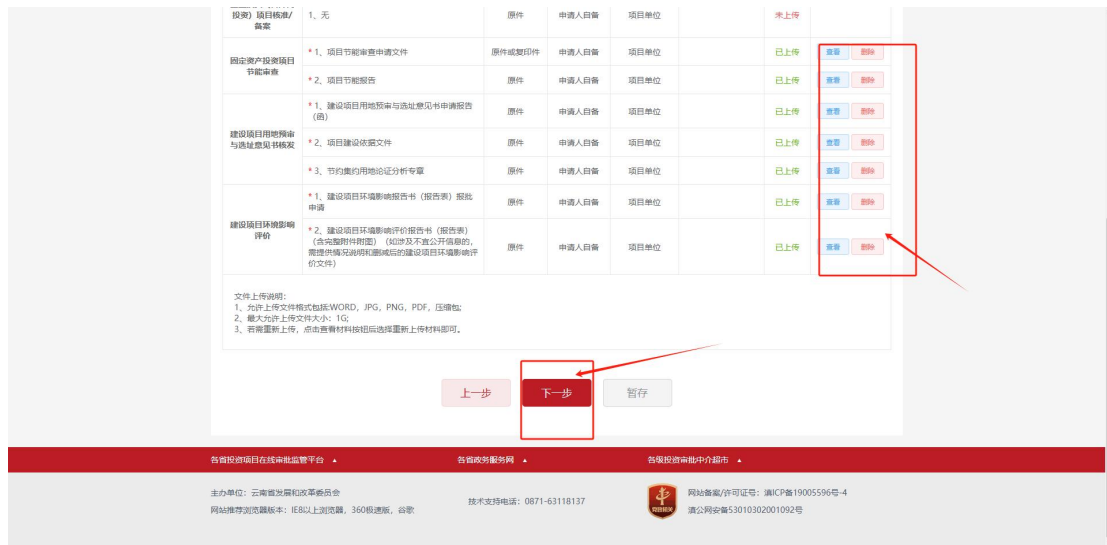 投资）项目核准/
备案
1、无
原件
申请人自备
项目单位
未上传
固定资产投资项目
节能审查
* 1、项目节能审查申请文件
原件或复印件
申请人自备
项目单位
已上传
查看
删除
* 2、项目节能报告
原件
申请人自备
项目单位
已上传
查看
删除
建设项目用地预审
与选址意见书核发
* 1、建设项目用地预审与选址意见书申请报告
（函）
原件
申请人自备
项目单位
已上传
查看
删除
* 2、项目建设依据文件
原件
申请人自备
项目单位
已上传
查看
删除
* 3、节约集约用地论证分析专章
原件
申请人自备
项目单位
已上传
查看
删除
建设项目环境影响
评价
* 1、建设项目环境影响报告书（报告表）报批
申请
原件
申请人自备
项目单位
已上传
查看
删除
* 2、建设项目环境影响评价报告书（报告表）
（含完整附件附图）（如涉及不宜公开信息的，
需提供情况说明和删减后的建设项目环境影响评
价文件）
原件
申请人自备
项目单位
已上传
查看
删除
文件上传说明：
1、允许上传文件格式包括:WORD，JPG，PNG，PDF，压缩包;
2、最大允许上传文件大小：1G;
3、若需重新上传，点击查看材料按钮后选择重新上传材料即可。
上一步
下一步
暂存
各省投资项目在线审批监管平台 ▲
各省政务服务网 ▲
各级投资审批中介超市 ▲
主办单位：云南省发展和改革委员会
网站推荐浏览器版本：IE8以上浏览器，360极速版，谷歌
技术支持电话：0871-63118137
党政机关
网站备案/许可证号：滇ICP备19005596号-4
滇公网安备53010302001092号